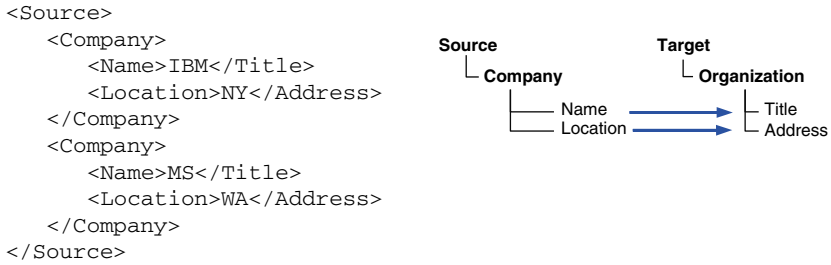 <Source>
<Company>
<Name>IBM</Title>
<Location>NY</Address>
</Company>
<Company>
<Name>MS</Title>
<Location>WA</Address>
</Company>
</Source>
Source
Company
Name
Location
Target
Organization
Title
Address